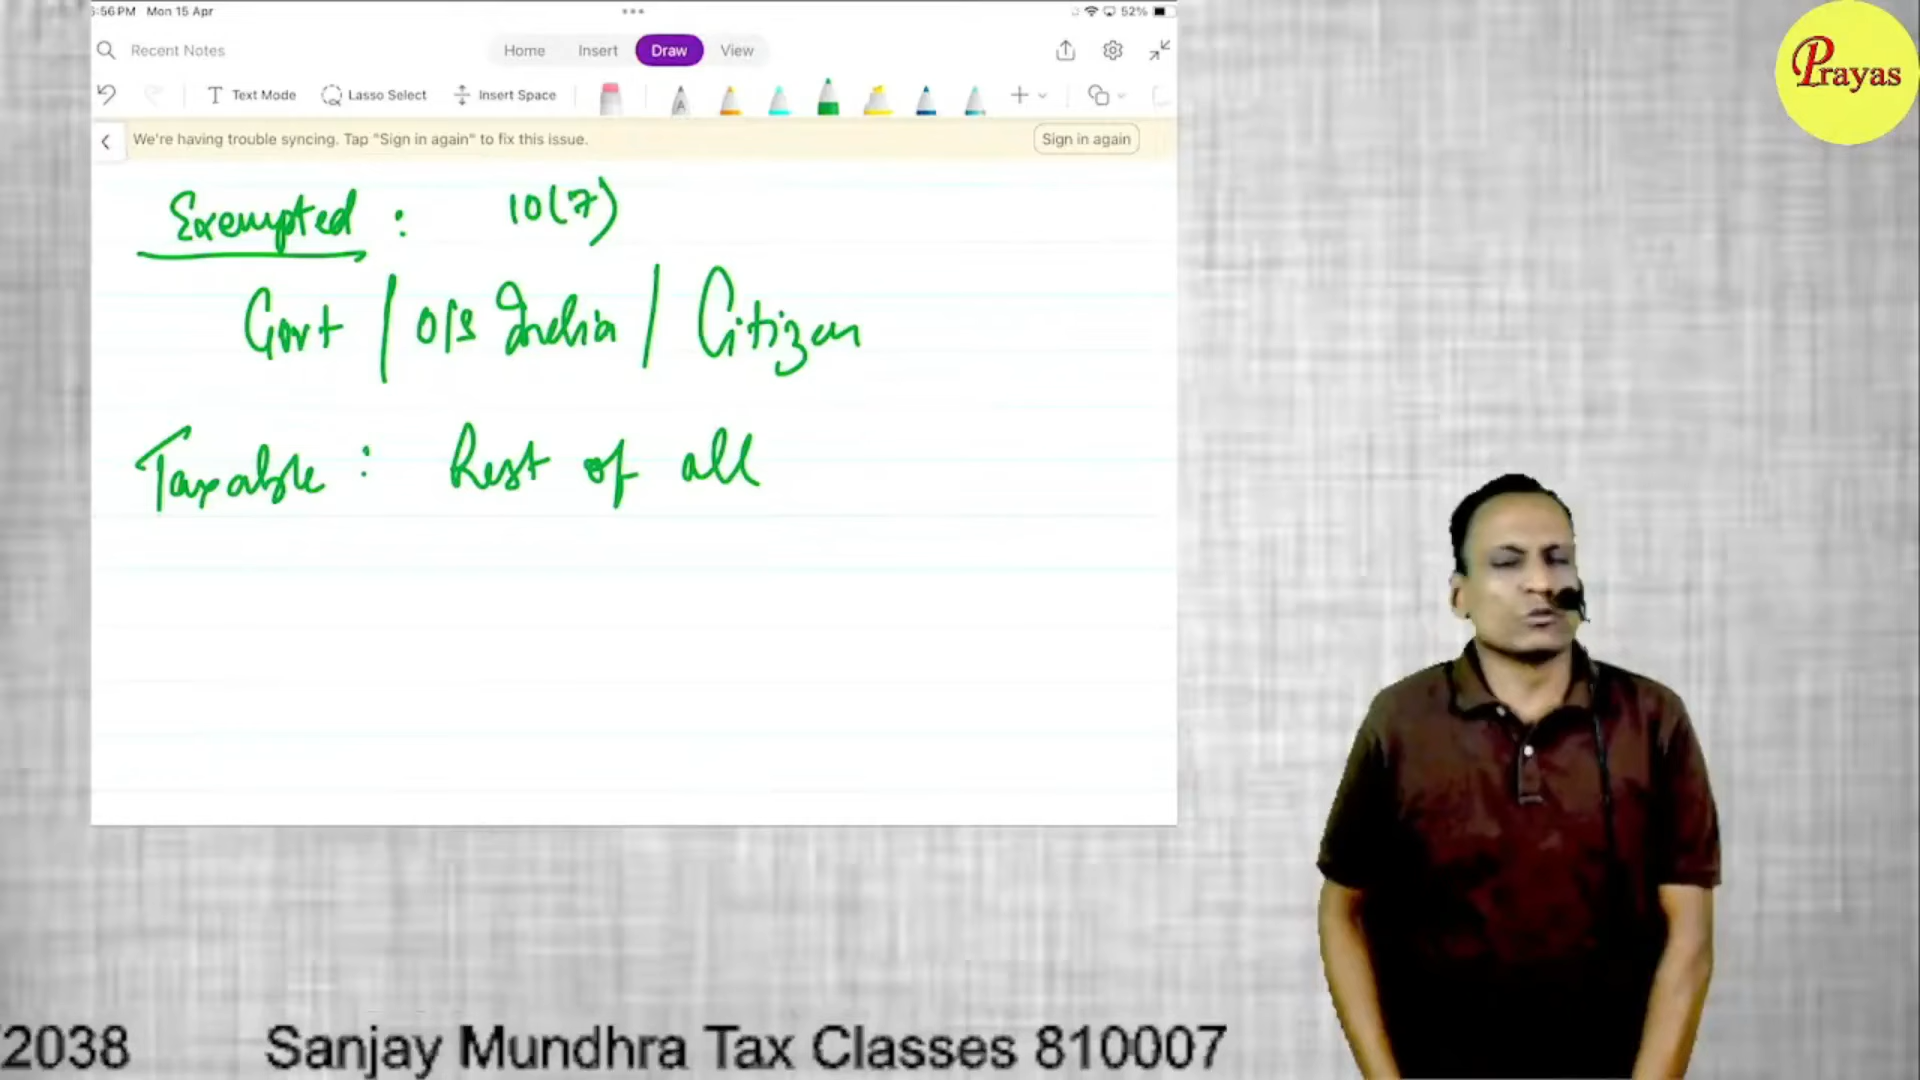 :56 PM Mon 15 Apr
52%
Prayas
Recent Notes
Home Insert Draw View
Text Mode Lasso Select Insert Space
A
We're having trouble syncing. Tap "Sign in again" to fix this issue.
Sign in again
Exempted : 10(7)
Govt / O/S India / Citizen
Taxable : Rest of all
2038 Sanjay Mundhra Tax Classes 810007